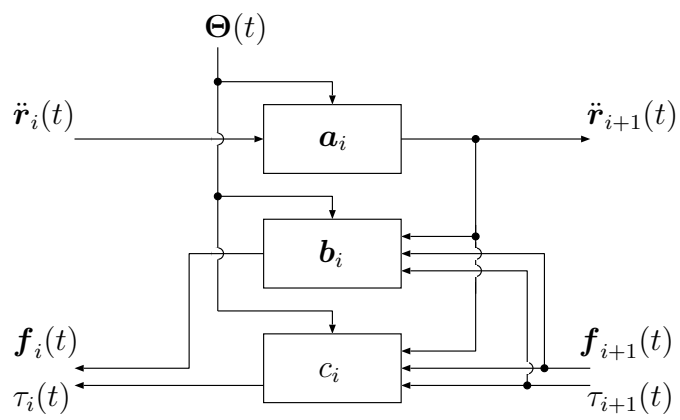 Θ(t)
r̈ᵢ(t) aᵢ r̈ᵢ₊₁(t)
bᵢ
fᵢ(t) cᵢ fᵢ₊₁(t)
τᵢ(t) τᵢ₊₁(t)